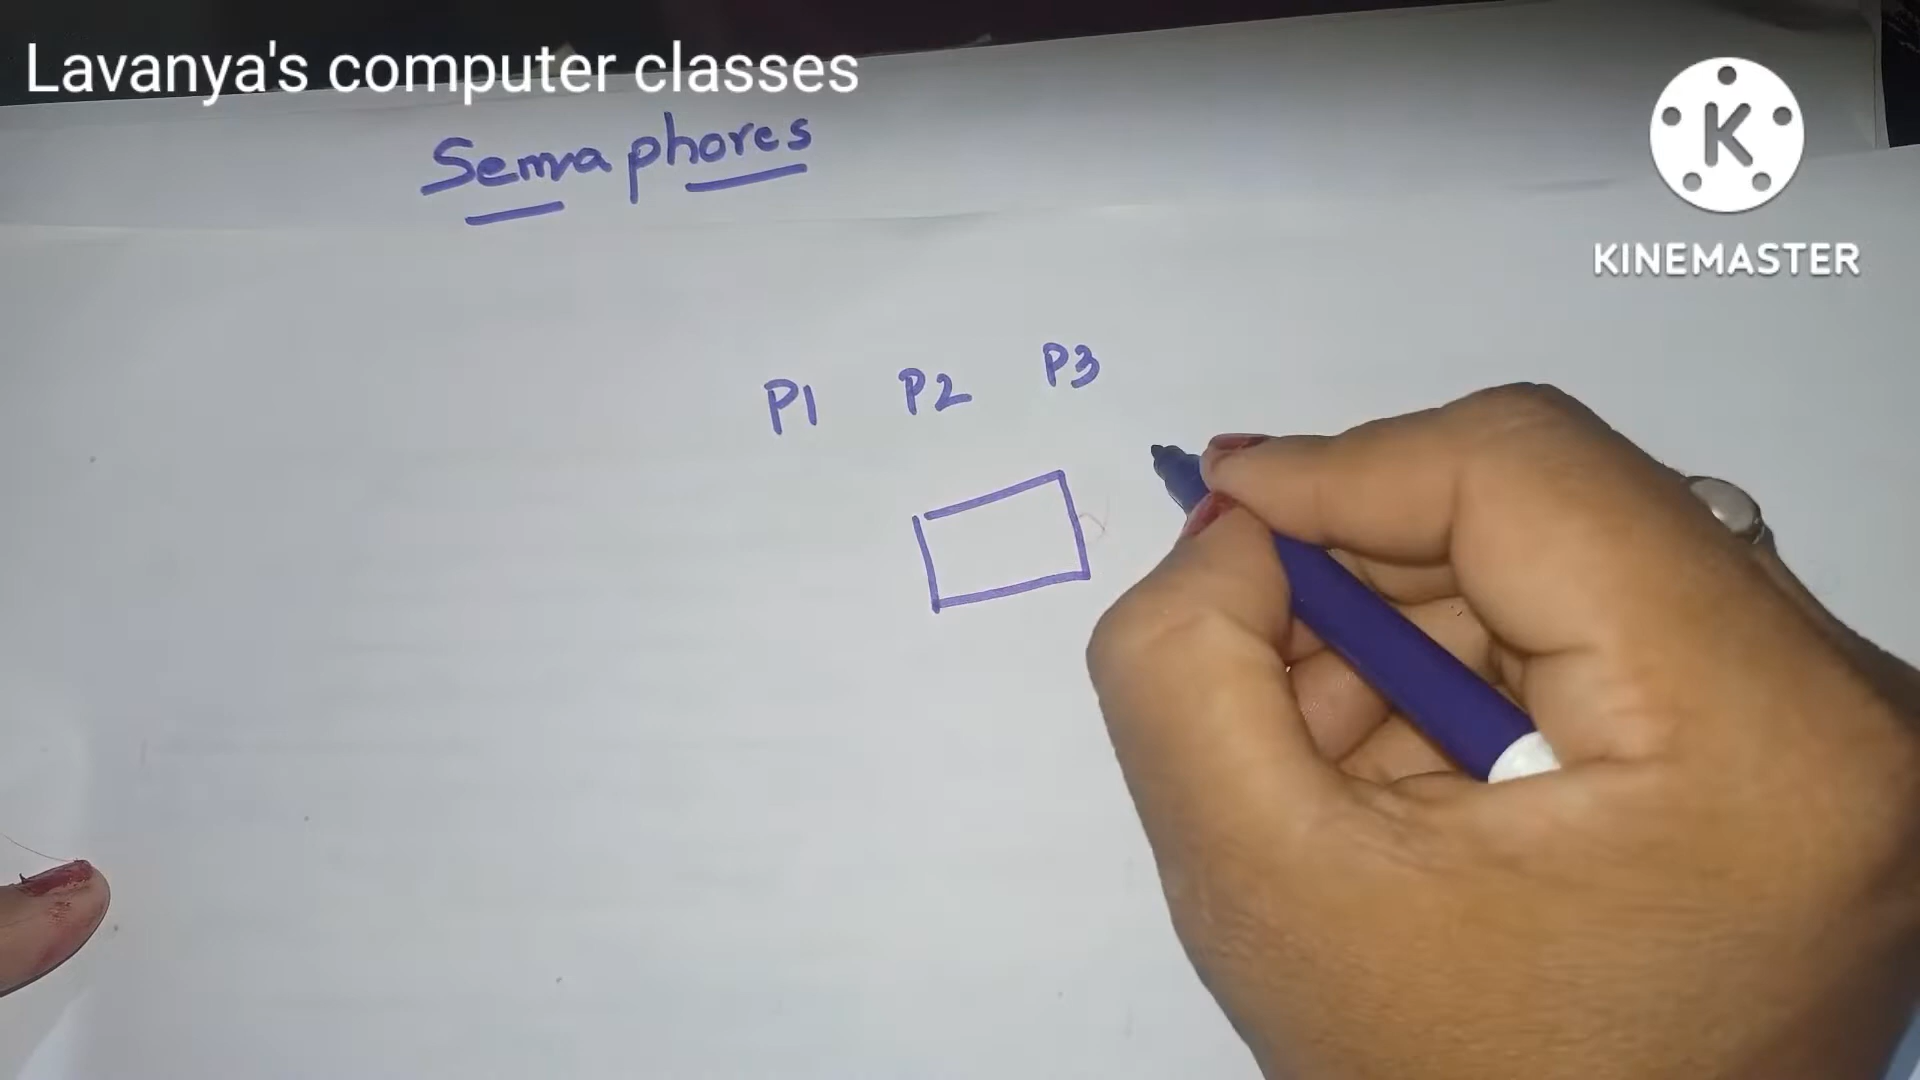 Lavanya's computer classes
Semaphores
K
KINEMASTER
P1 P2 P3